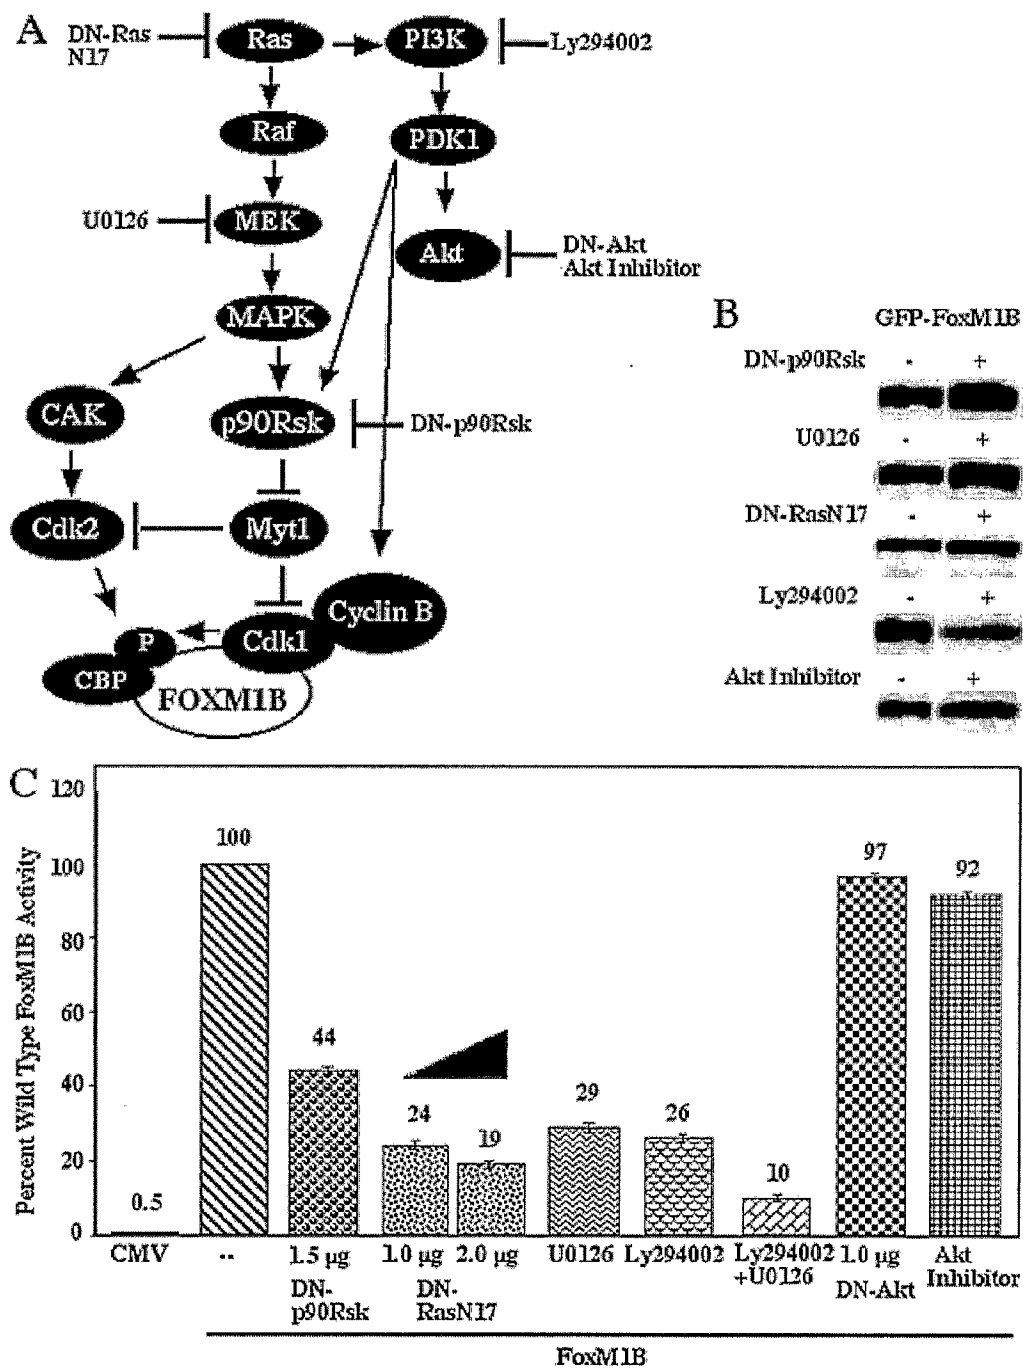 A
DN-Ras
N17
Ras
PI3K
Ly294002
Raf
PDK1
U0126
MEK
Akt
DN-Akt
Akt Inhibitor
MAPK
CAK
p90Rsk
DN-p90Rsk
Cdk2
Myt1
Cyclin B
P
Cdk1
CBP
FOXM1B
B
GFP-FoxM1B
DN-p90Rsk - +
U0126 - +
DN-RasN17 - +
Ly294002 - +
Akt Inhibitor - +
C
Percent Wild Type FoxM1B Activity
120
100
80
60
40
20
0
0.5
100
44
24
19
29
26
10
97
92
CMV
--
1.5 µg
DN-
p90Rsk
1.0 µg
2.0 µg
DN-
RasN17
U0126
Ly294002
Ly294002
+U0126
1.0 µg
DN-Akt
Akt
Inhibitor
FoxM1B